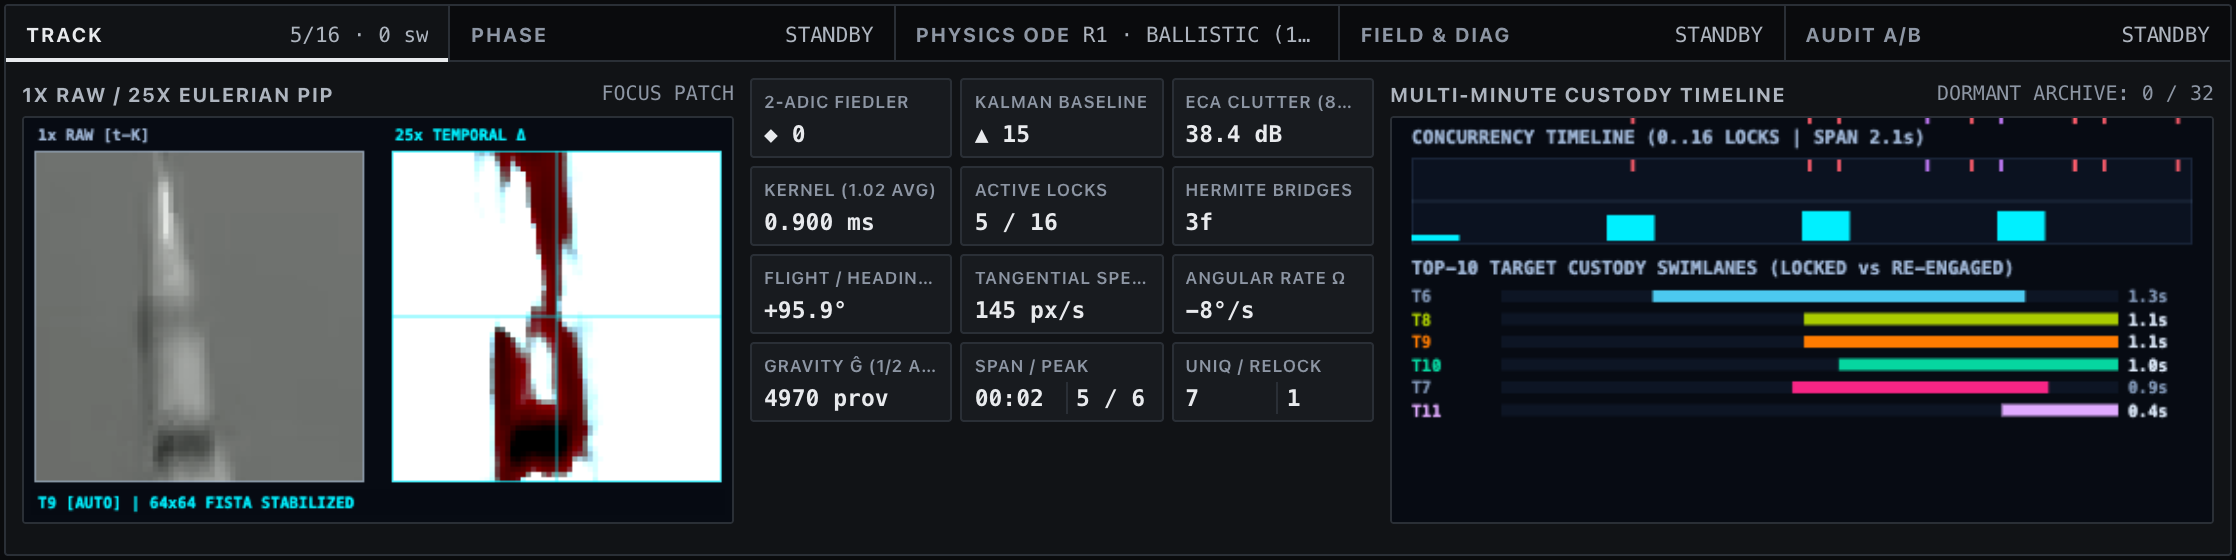 TRACK 5/16 · 0 sw
PHASE STANDBY
PHYSICS ODE R1 · BALLISTIC (1…
FIELD & DIAG STANDBY
AUDIT A/B STANDBY
1X RAW / 25X EULERIAN PIP FOCUS PATCH
1x RAW [t−K] 25x TEMPORAL Δ
T9 [AUTO] | 64x64 FISTA STABILIZED
2-ADIC FIEDLER
◆ 0
KALMAN BASELINE
▲ 15
ECA CLUTTER (8…
38.4 dB
KERNEL (1.02 AVG)
0.900 ms
ACTIVE LOCKS
5 / 16
HERMITE BRIDGES
3f
FLIGHT / HEADIN…
+95.9°
TANGENTIAL SPE…
145 px/s
ANGULAR RATE Ω
−8°/s
GRAVITY Ĝ (1/2 A…
4970 prov
SPAN / PEAK
00:02 5 / 6
UNIQ / RELOCK
7 1
MULTI-MINUTE CUSTODY TIMELINE DORMANT ARCHIVE: 0 / 32
CONCURRENCY TIMELINE (0..16 LOCKS | SPAN 2.1s)
TOP-10 TARGET CUSTODY SWIMLANES (LOCKED vs RE-ENGAGED)
T6 1.3s
T8 1.1s
T9 1.1s
T10 1.0s
T7 0.9s
T11 0.4s